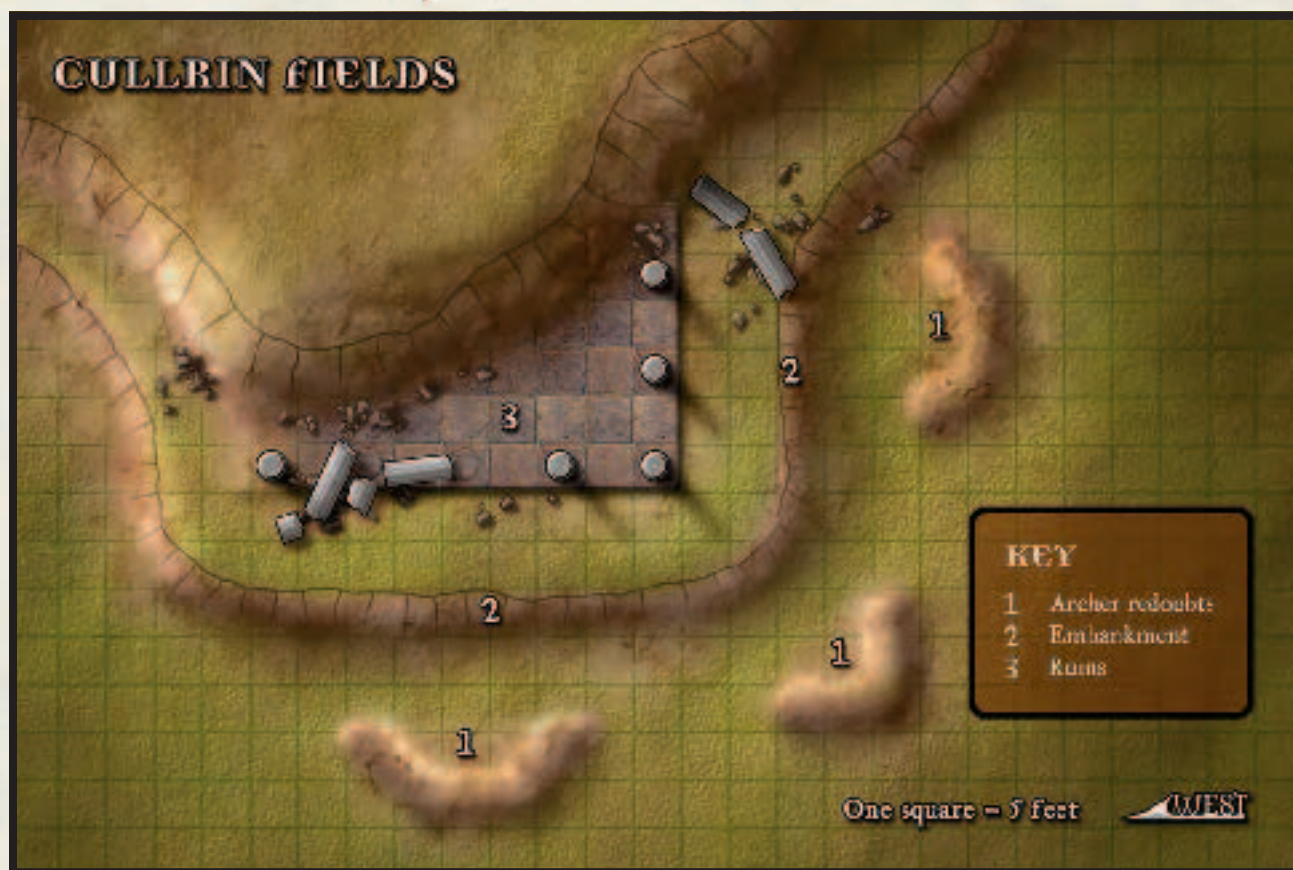 CULLRIN FIELDS
1
2
3
2
1
1
KEY
1 Archer redoubts
2 Embankment
3 Ruins
One square = 5 feet
WEST